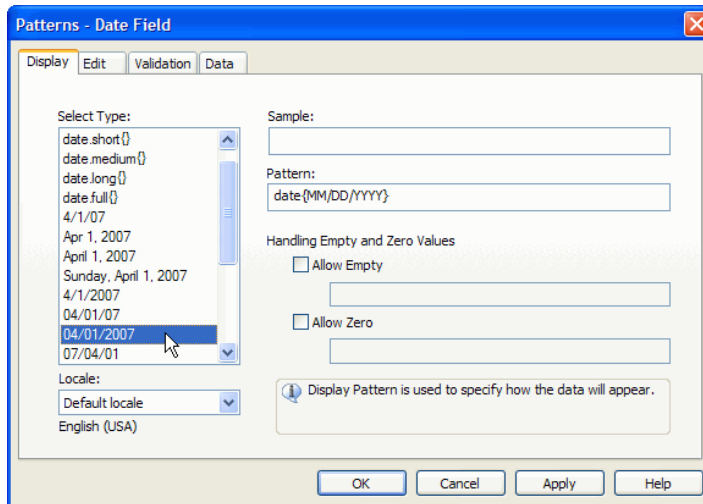 Patterns - Date Field
Display Edit Validation Data
Select Type:
date.short{}
date.medium{}
date.long{}
date.full{}
4/1/07
Apr 1, 2007
April 1, 2007
Sunday, April 1, 2007
4/1/2007
04/01/07
04/01/2007
07/04/01
Locale:
Default locale
English (USA)
Sample:
Pattern:
date{MM/DD/YYYY}
Handling Empty and Zero Values
Allow Empty
Allow Zero
Display Pattern is used to specify how the data will appear.
OK Cancel Apply Help